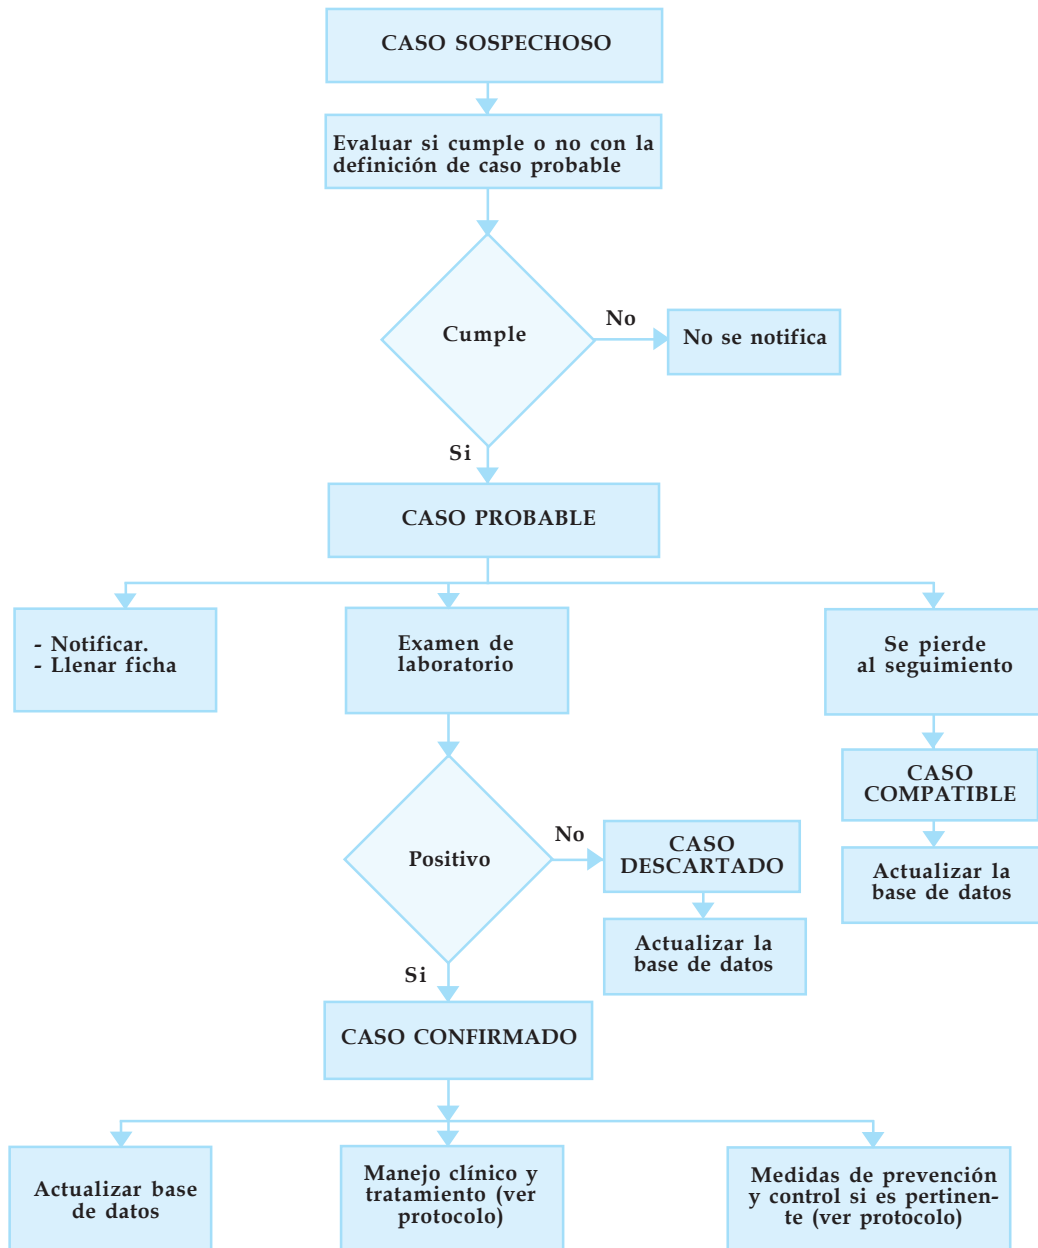 CASO SOSPECHOSO
Evaluar si cumple o no con la
definición de caso probable
Cumple
No
No se notifica
Si
CASO PROBABLE
- Notificar.
- Llenar ficha
Examen de
laboratorio
Se pierde
al seguimiento
CASO
COMPATIBLE
Actualizar la
base de datos
Positivo
No
CASO
DESCARTADO
Actualizar la
base de datos
Si
CASO CONFIRMADO
Actualizar base
de datos
Manejo clínico y
tratamiento (ver
protocolo)
Medidas de prevención
y control si es pertinen-
te (ver protocolo)